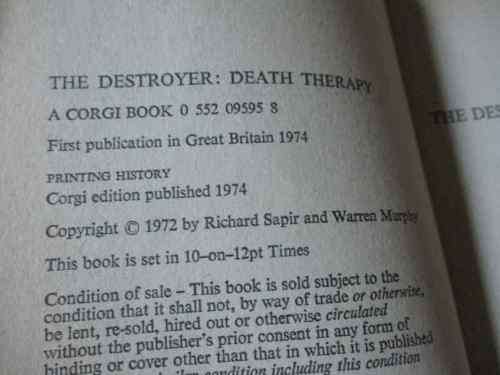 THE DESTROYER: DEATH THERAPY
A CORGI BOOK 0 552 09595 8
First publication in Great Britain 1974
PRINTING HISTORY
Corgi edition published 1974
Copyright © 1972 by Richard Sapir and Warren Murphy
This book is set in 10–on–12pt Times
Condition of sale – This book is sold subject to the
condition that it shall not, by way of trade or otherwise,
be lent, re-sold, hired out or otherwise circulated
without the publisher's prior consent in any form of
binding or cover other than that in which it is published
condition including this condition
THE DES